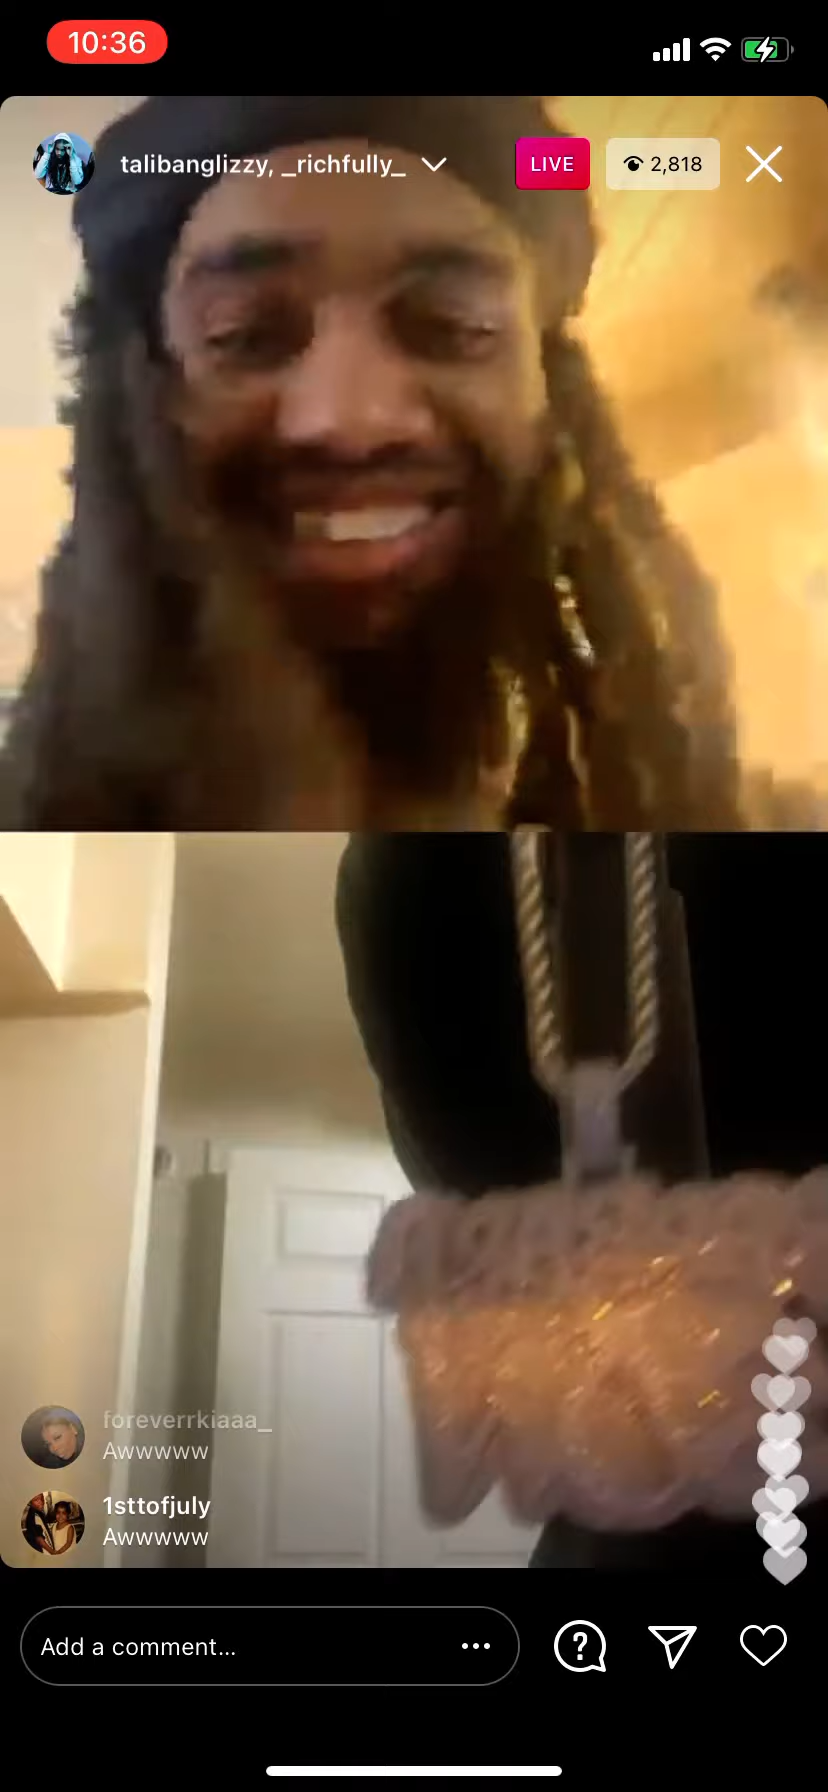 10:36
talibanglizzy, _richfully_
LIVE
2,818
foreverrkiaaa_
Awwwww
1sttofjuly
Awwwww
Add a comment...